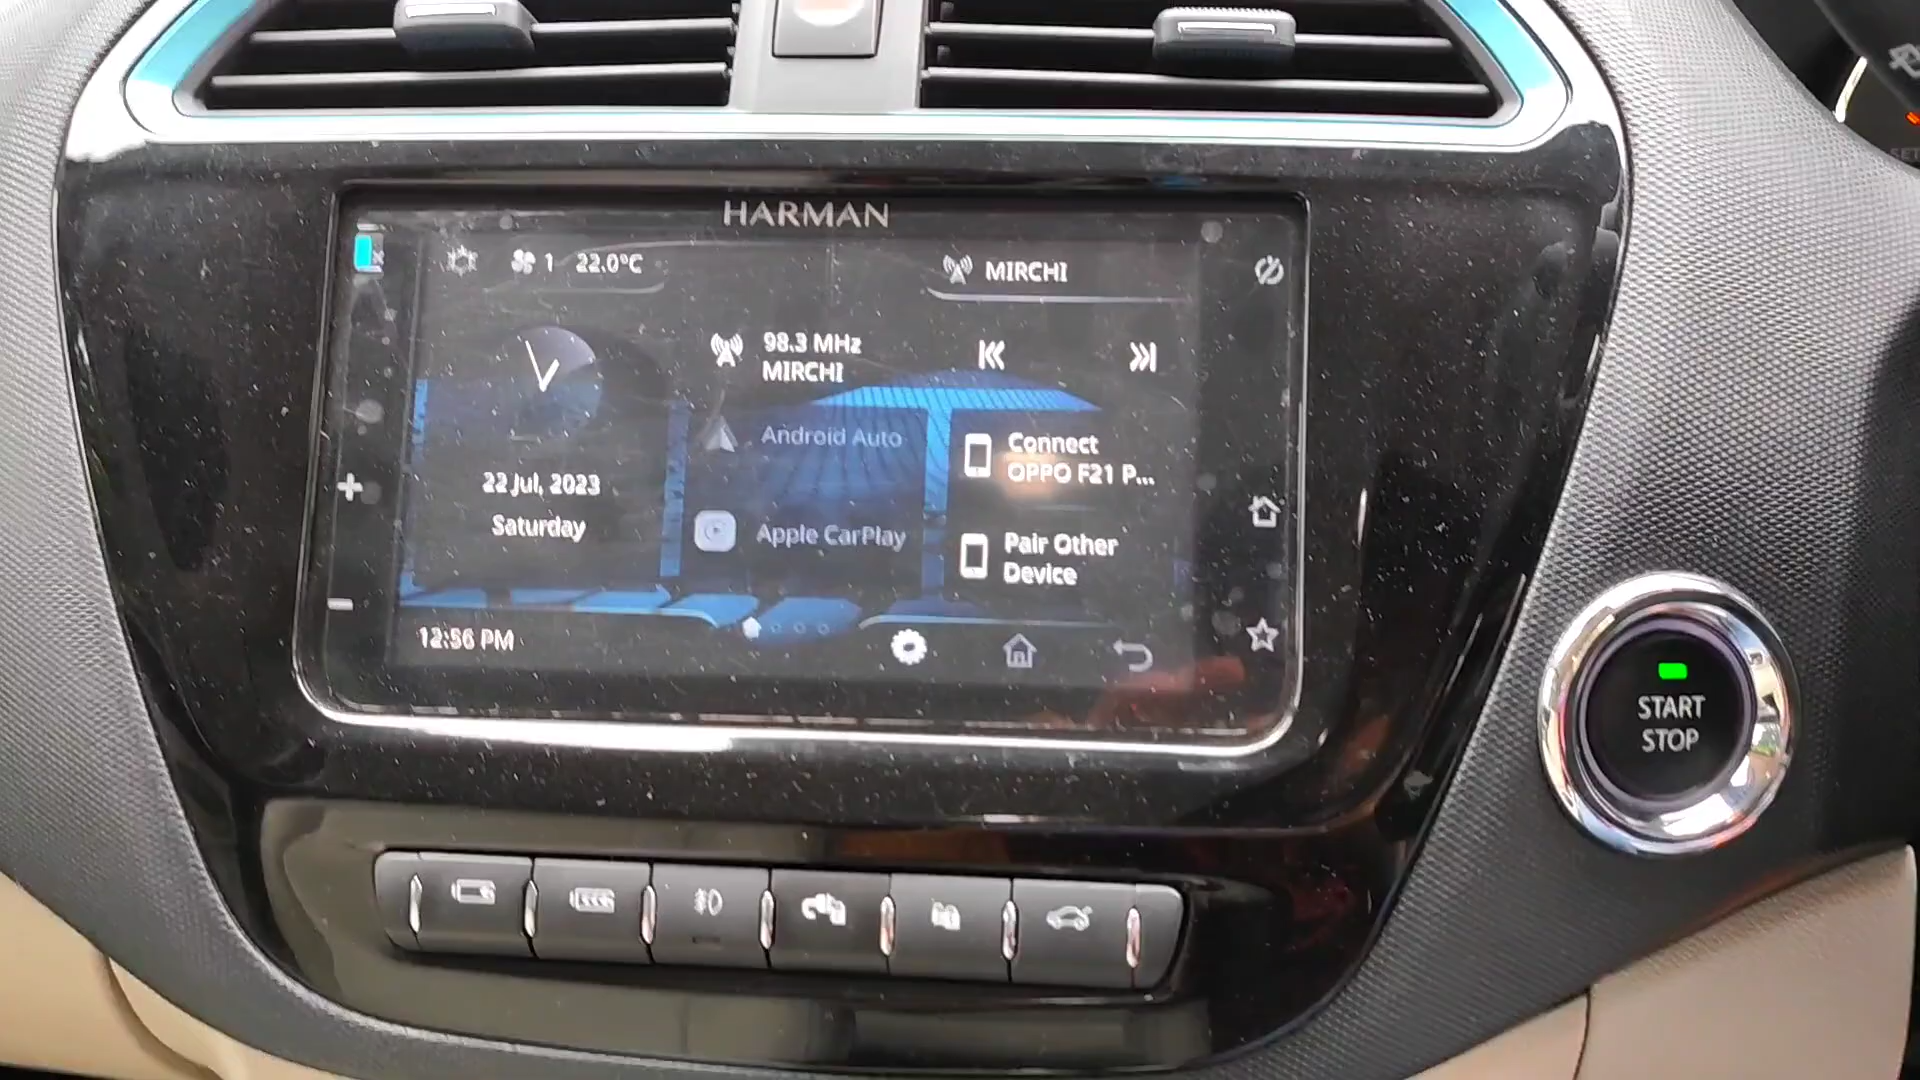 HARMAN
1 22.0°C
MIRCHI
98.3 MHz
MIRCHI
Android Auto
Connect
OPPO F21 P...
22 Jul, 2023
Saturday
Apple CarPlay
Pair Other
Device
12:56 PM
START
STOP